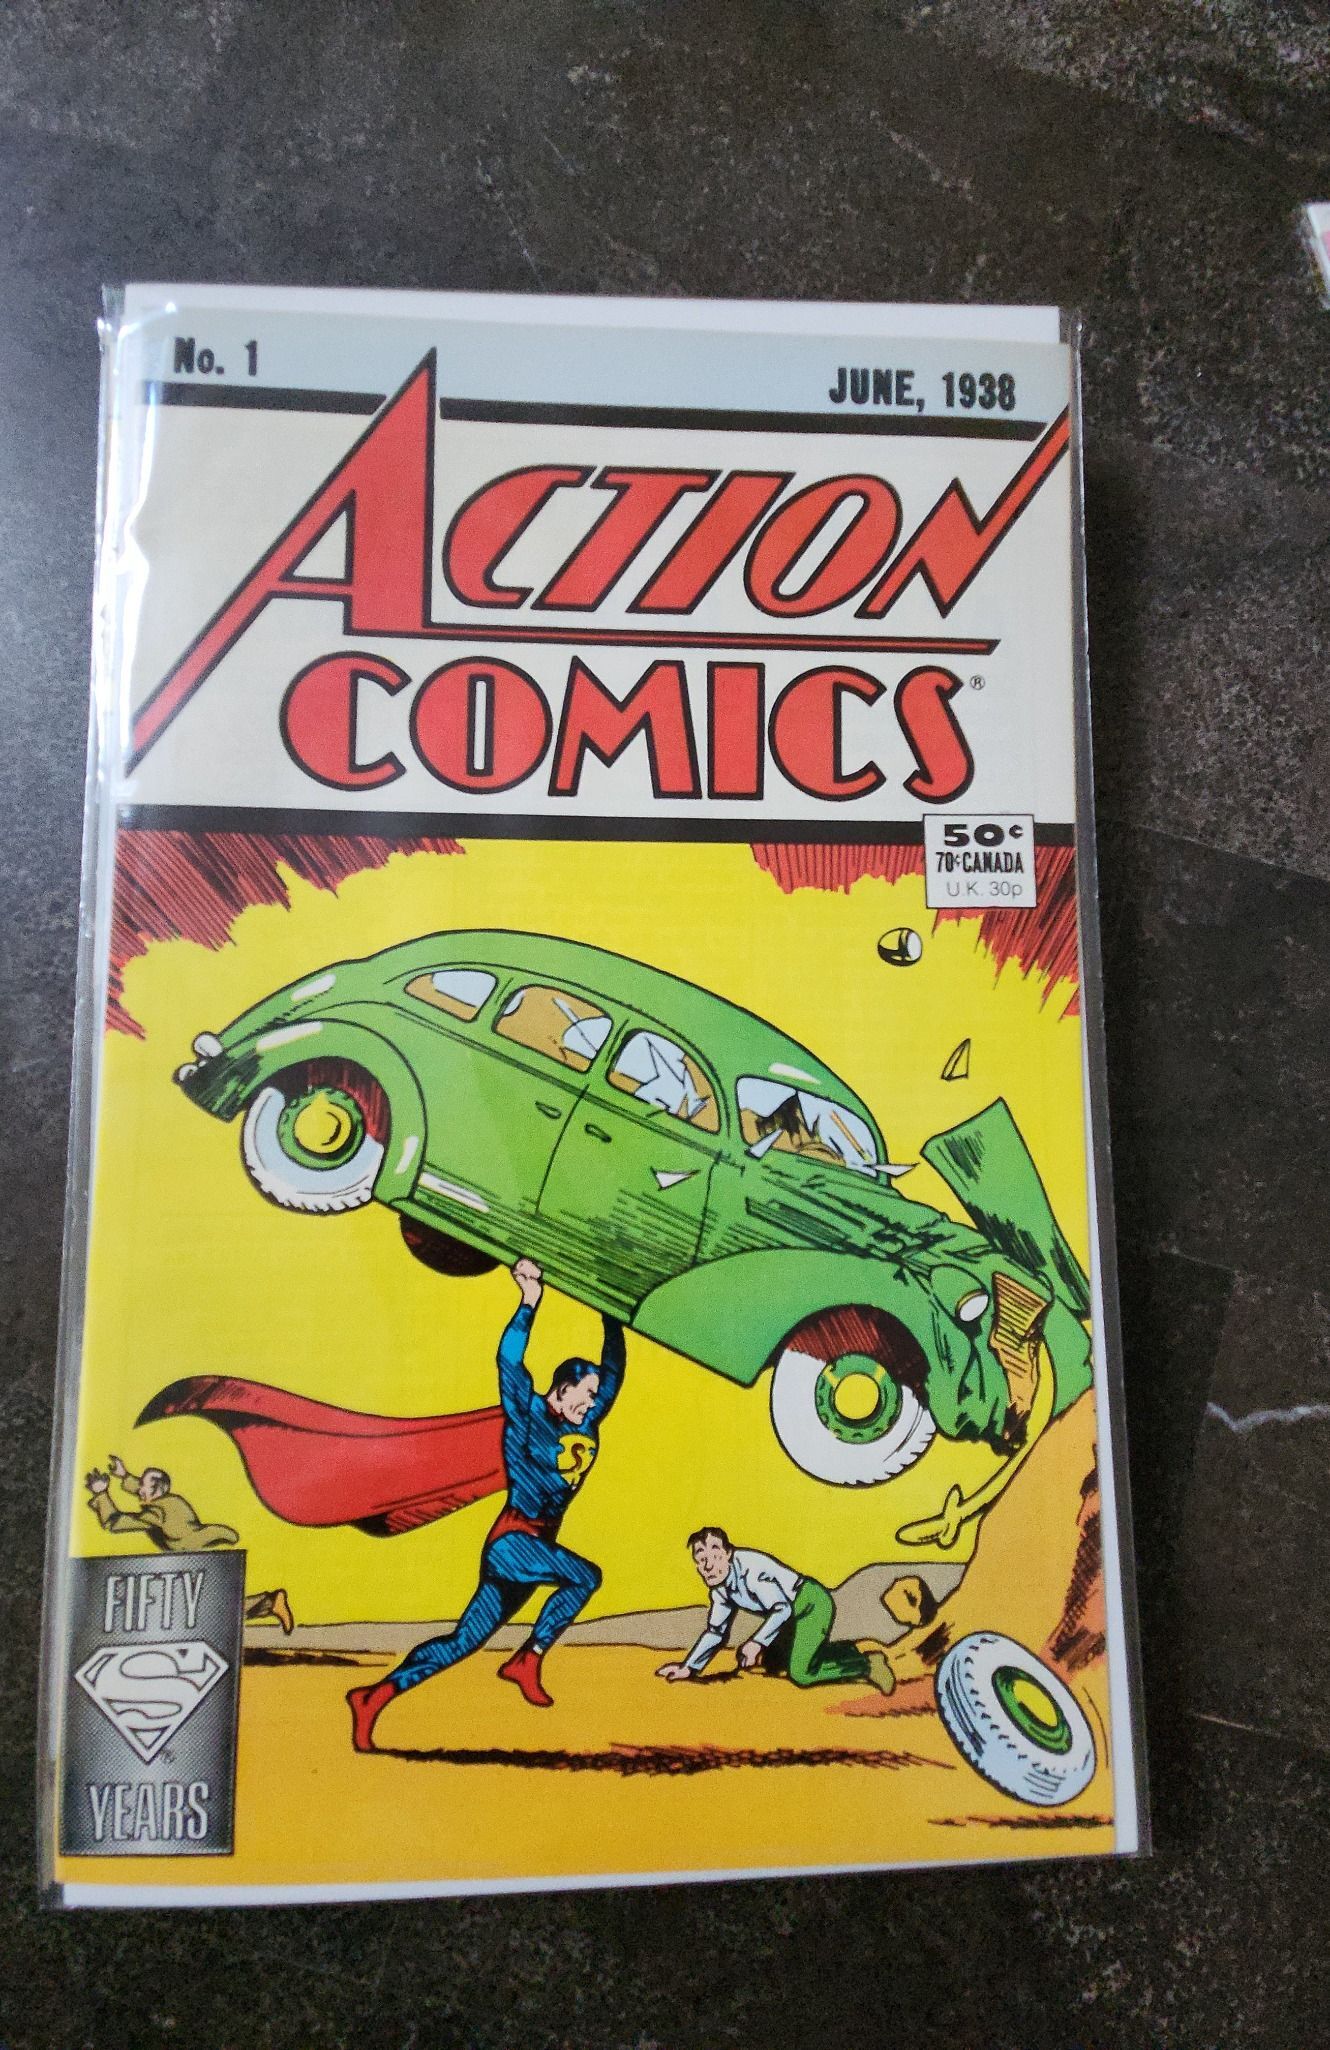 No. 1
JUNE, 1938
ACTION
COMICS®
50¢
70¢ CANADA
U.K. 30p
S
FIFTY
S
YEARS